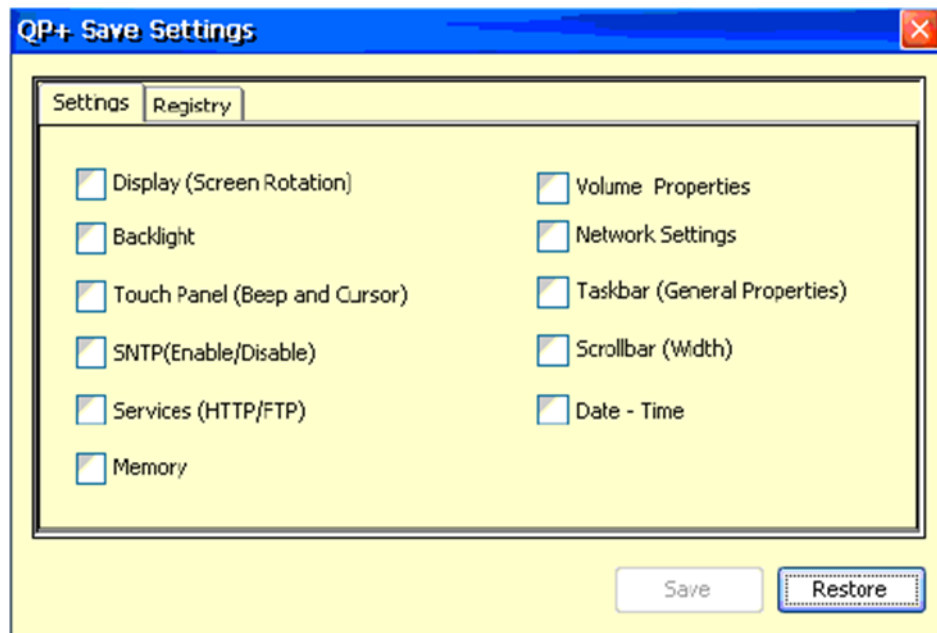 QP+ Save Settings
Settings
Registry
Display (Screen Rotation)
Backlight
Touch Panel (Beep and Cursor)
SNTP(Enable/Disable)
Services (HTTP/FTP)
Memory
Volume Properties
Network Settings
Taskbar (General Properties)
Scrollbar (Width)
Date - Time
Save
Restore